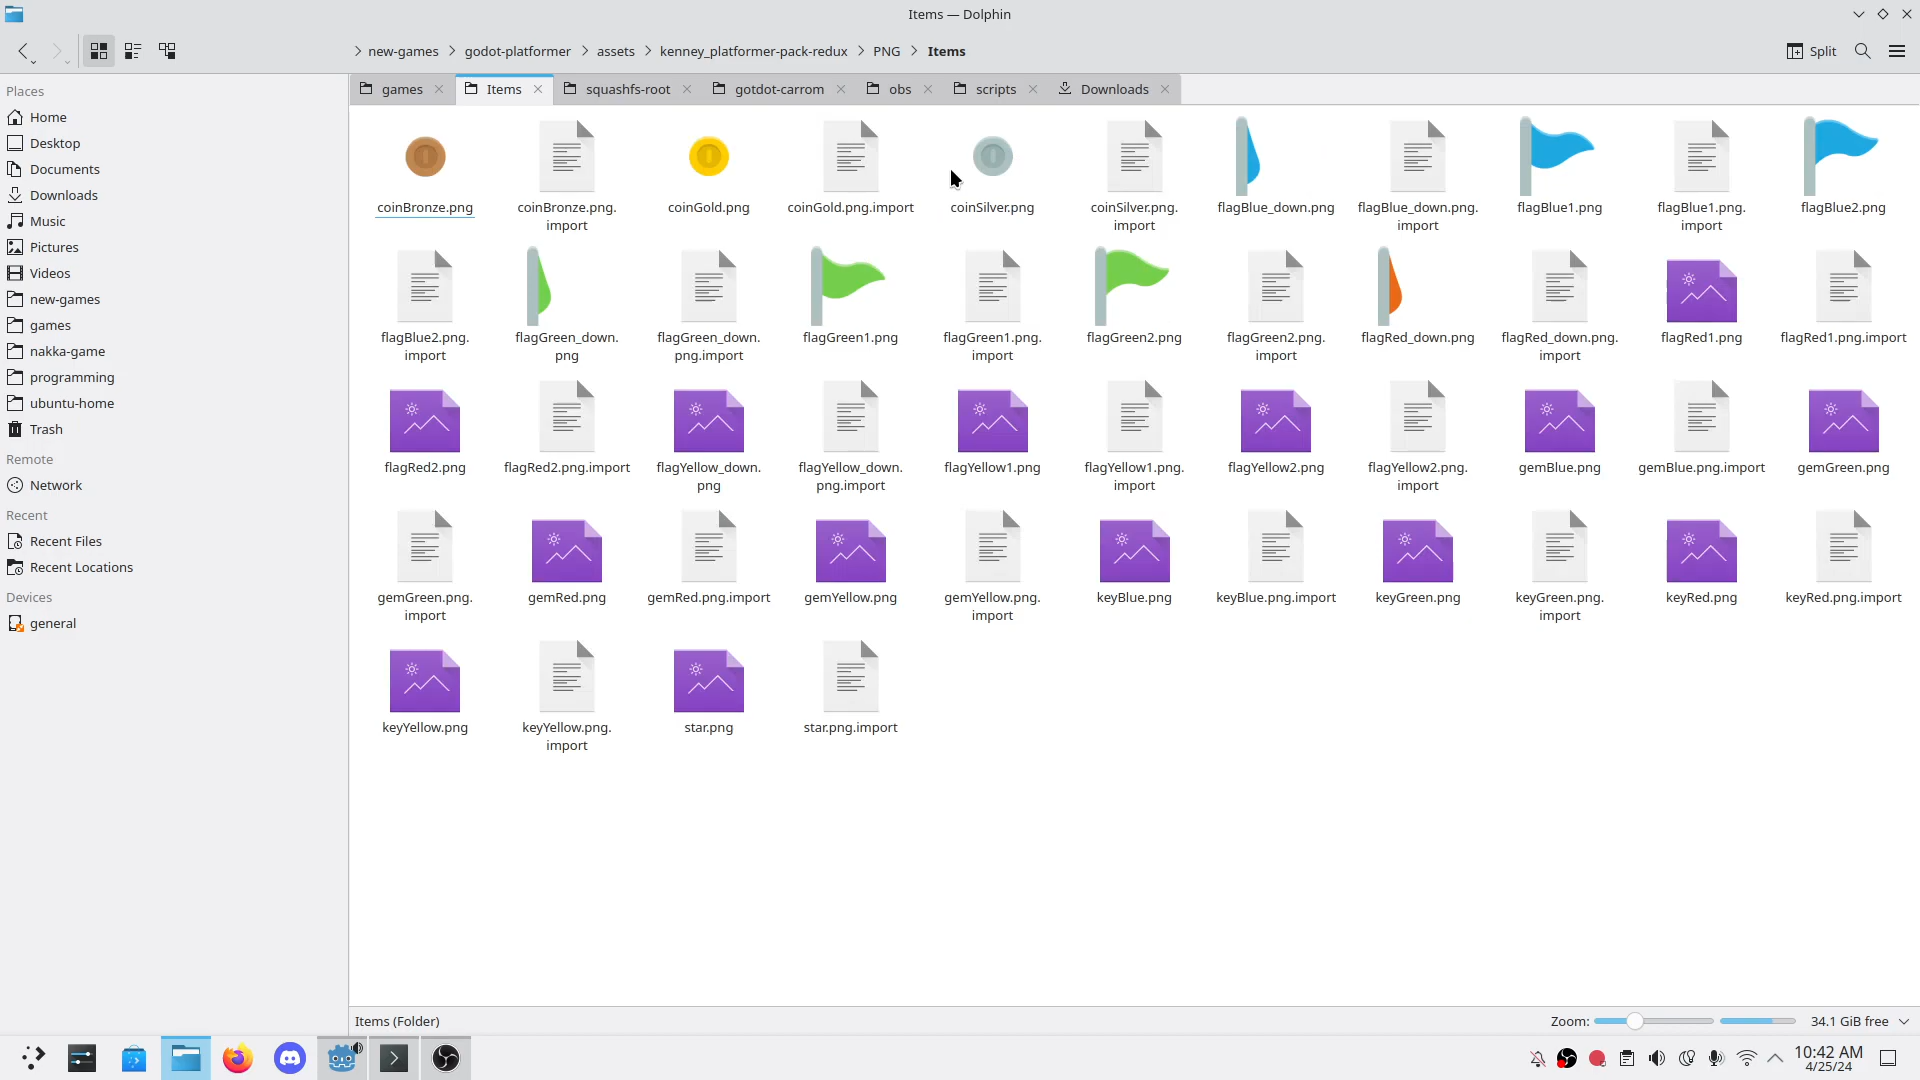 Items — Dolphin
new-games godot-platformer assets kenney_platformer-pack-redux PNG Items
Split
Places
Home
Desktop
Documents
Downloads
Music
Pictures
Videos
new-games
games
nakka-game
programming
ubuntu-home
Trash
Remote
Network
Recent
Recent Files
Recent Locations
Devices
general
games Items squashfs-root gotdot-carrom obs scripts Downloads
coinBronze.png
coinBronze.png.
import
coinGold.png
coinGold.png.import
coinSilver.png
coinSilver.png.
import
flagBlue_down.png
flagBlue_down.png.
import
flagBlue1.png
flagBlue1.png.
import
flagBlue2.png
flagBlue2.png.
import
flagGreen_down.
png
flagGreen_down.
png.import
flagGreen1.png
flagGreen1.png.
import
flagGreen2.png
flagGreen2.png.
import
flagRed_down.png
flagRed_down.png.
import
flagRed1.png
flagRed1.png.import
flagRed2.png
flagRed2.png.import
flagYellow_down.
png
flagYellow_down.
png.import
flagYellow1.png
flagYellow1.png.
import
flagYellow2.png
flagYellow2.png.
import
gemBlue.png
gemBlue.png.import
gemGreen.png
gemGreen.png.
import
gemRed.png
gemRed.png.import
gemYellow.png
gemYellow.png.
import
keyBlue.png
keyBlue.png.import
keyGreen.png
keyGreen.png.
import
keyRed.png
keyRed.png.import
keyYellow.png
keyYellow.png.
import
star.png
star.png.import
Items (Folder)
Zoom:
34.1 GiB free
10:42 AM
4/25/24